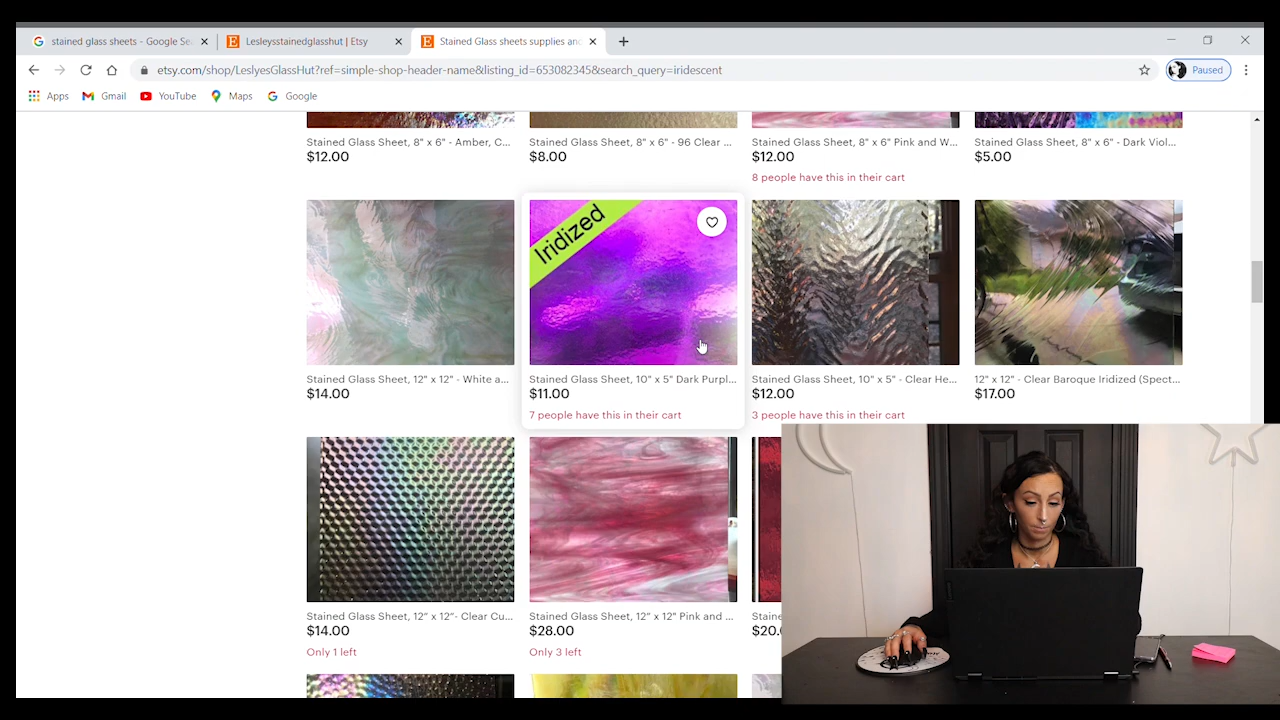 stained glass sheets - Google Se
Lesleysstainedglasshut | Etsy
Stained Glass sheets supplies an
etsy.com/shop/LeslyesGlassHut?ref=simple-shop-header-name&listing_id=653082345&search_query=iridescent
Paused
Apps
Gmail
YouTube
Maps
Google
Stained Glass Sheet, 8" x 6" - Amber, C...
$12.00
Stained Glass Sheet, 8" x 6" - 96 Clear ...
$8.00
Stained Glass Sheet, 8" x 6" Pink and W...
$12.00
8 people have this in their cart
Stained Glass Sheet, 8" x 6" - Dark Viol...
$5.00
Stained Glass Sheet, 12" x 12" - White a...
$14.00
Iridized
Stained Glass Sheet, 10" x 5" Dark Purpl...
$11.00
7 people have this in their cart
Stained Glass Sheet, 10" x 5" - Clear He...
$12.00
3 people have this in their cart
12" x 12" - Clear Baroque Iridized (Spect...
$17.00
Stained Glass Sheet, 12" x 12"- Clear Cu...
$14.00
Only 1 left
Stained Glass Sheet, 12" x 12" Pink and ...
$28.00
Only 3 left
Staine
$20.